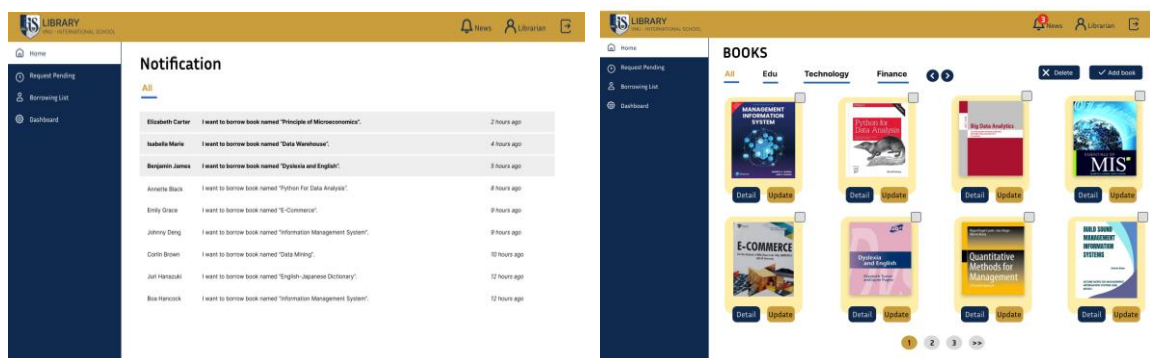 IS LIBRARY
VNU - INTERNATIONAL SCHOOL
News
Librarian
Home
Request Pending
Borrowing List
Dashboard
Notification
All
Elizabeth Carter I want to borrow book named "Principle of Microeconomics". 2 hours ago
Isabella Marie I want to borrow book named "Data Warehouse". 4 hours ago
Benjamin James I want to borrow book named "Dyslexia and English". 5 hours ago
Annette Black I want to borrow book named "Python For Data Analysis". 8 hours ago
Emily Grace I want to borrow book named "E-Commerce". 9 hours ago
Johnny Deng I want to borrow book named "Information Management System". 9 hours ago
Corlin Brown I want to borrow book named "Data Mining". 10 hours ago
Juri Hanazuki I want to borrow book named "English-Japanese Dictionary". 12 hours ago
Boa Hancock I want to borrow book named "Information Management System". 12 hours ago
IS LIBRARY
VNU - INTERNATIONAL SCHOOL
3
News
Librarian
Home
Request Pending
Borrowing List
Dashboard
BOOKS
All Edu Technology Finance
Delete Add book
MANAGEMENT
INFORMATION
SYSTEM
Python for
Data Analysis
Big Data Analytics
ESSENTIALS OF
MIS
Detail Update Detail Update Detail Update Detail Update
E-COMMERCE
Dyslexia
and English
Quantitative
Methods for
Management
BUILD SOUND
MANAGEMENT
INFORMATION
SYSTEMS
Detail Update Detail Update Detail Update Detail Update
1 2 3 >>